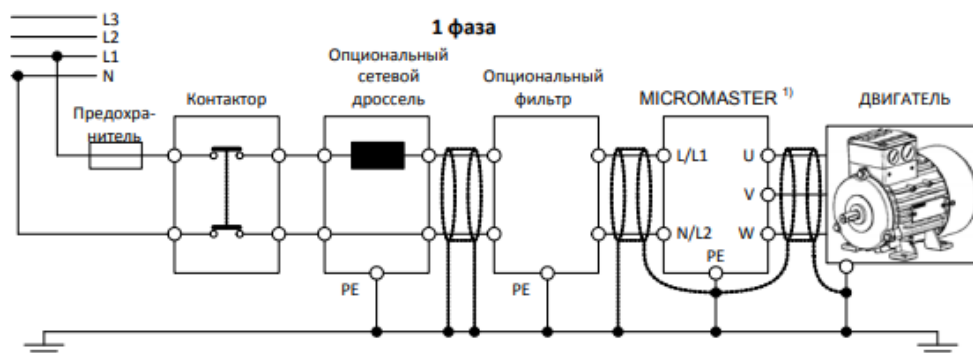 L3
1 фаза
L2
L1
N
Опциональный
сетевой
дроссель
Опциональный
фильтр
Контактор
MICROMASTER 1)
ДВИГАТЕЛЬ
Предохра-
нитель
L/L1
U
V
N/L2
W
PE
PE
PE